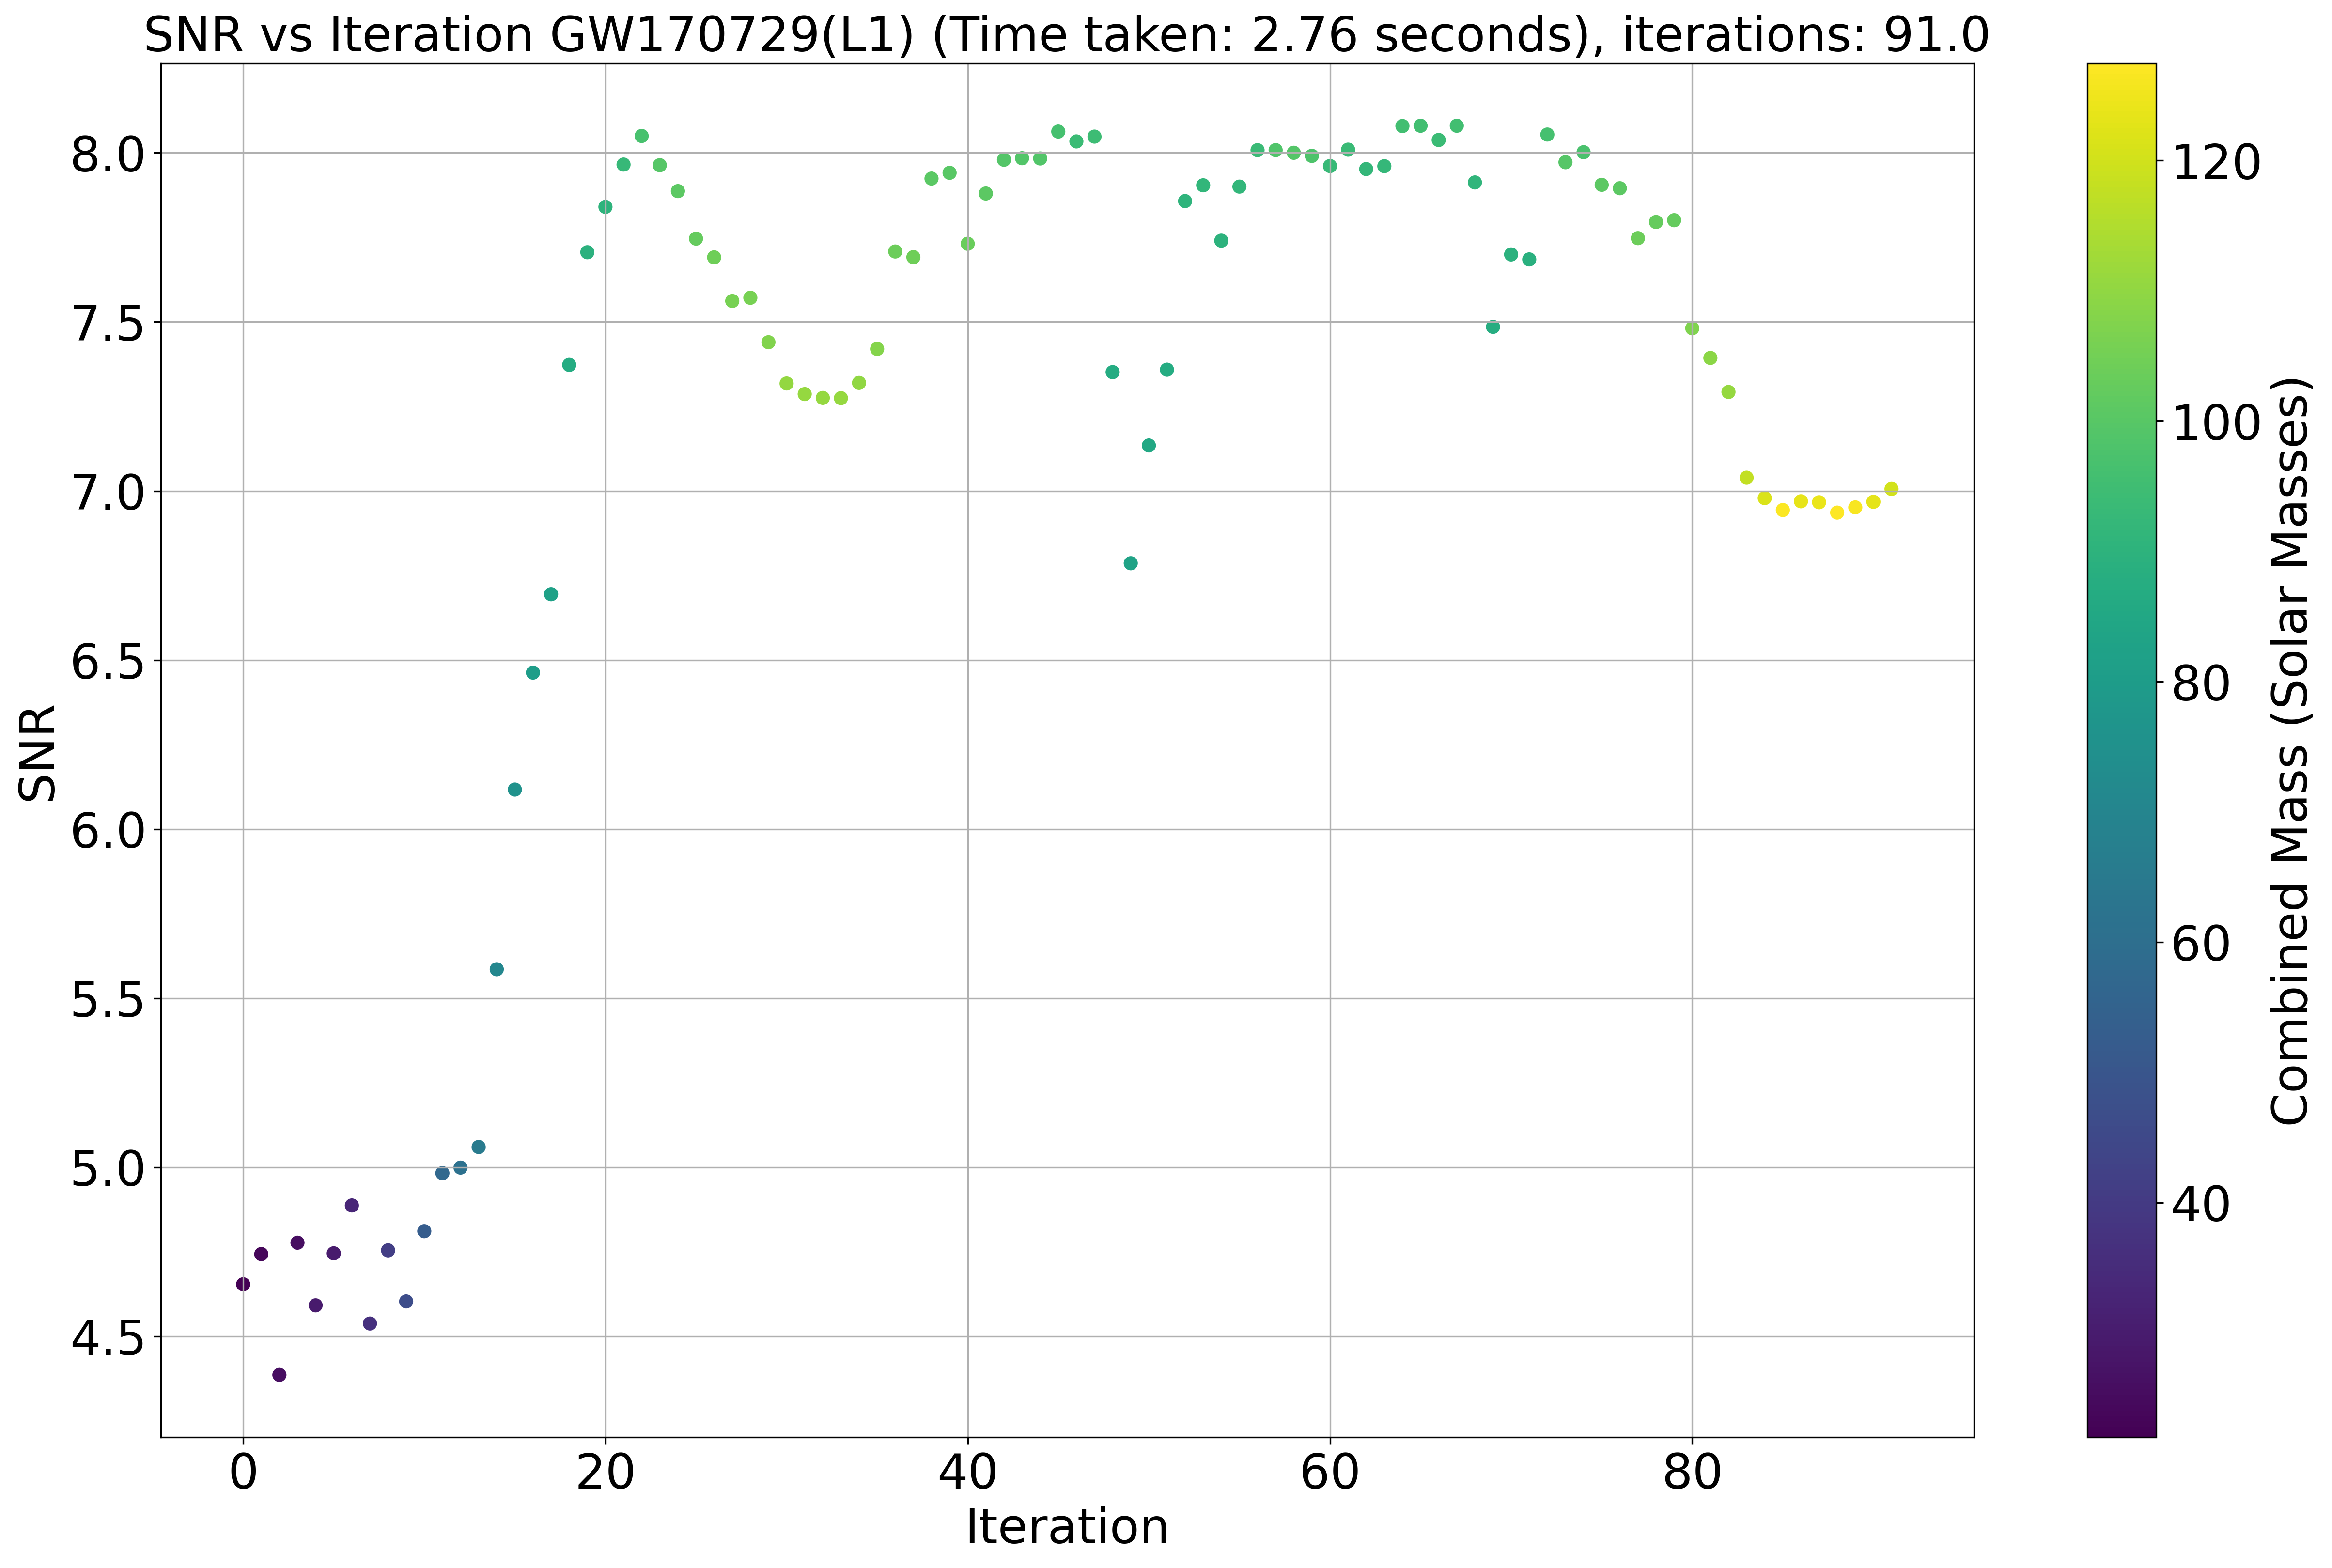 SNR vs Iteration GW170729(L1) (Time taken: 2.76 seconds), iterations: 91.0
8.0
7.5
7.0
6.5
6.0
5.5
5.0
4.5
SNR
0 20 40 60 80
Iteration
120
100
80
60
40
Combined Mass (Solar Masses)